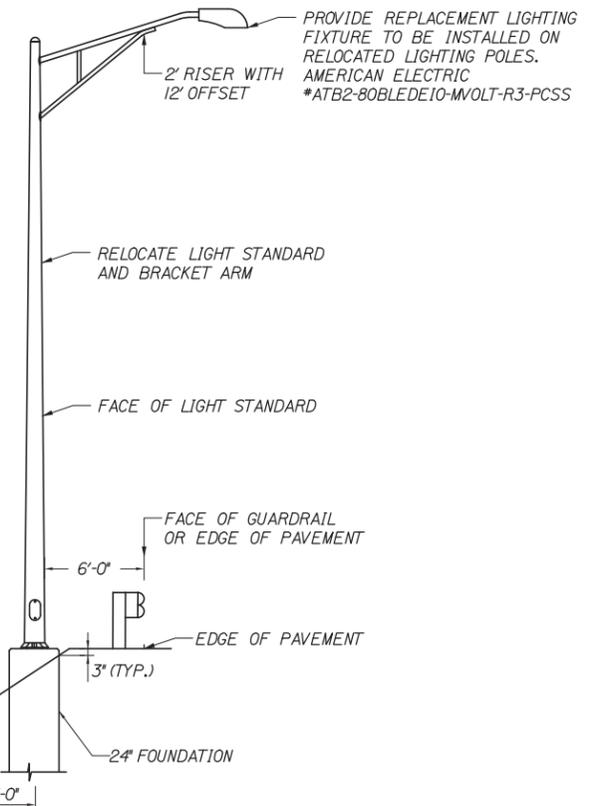 PROVIDE REPLACEMENT LIGHTING
FIXTURE TO BE INSTALLED ON
RELOCATED LIGHTING POLES.
AMERICAN ELECTRIC
#ATB2-80BLEDE10-MVOLT-R3-PCSS
2' RISER WITH
12' OFFSET
RELOCATE LIGHT STANDARD
AND BRACKET ARM
FACE OF LIGHT STANDARD
FACE OF GUARDRAIL
OR EDGE OF PAVEMENT
6'-0"
EDGE OF PAVEMENT
3" (TYP.)
24" FOUNDATION
-0"